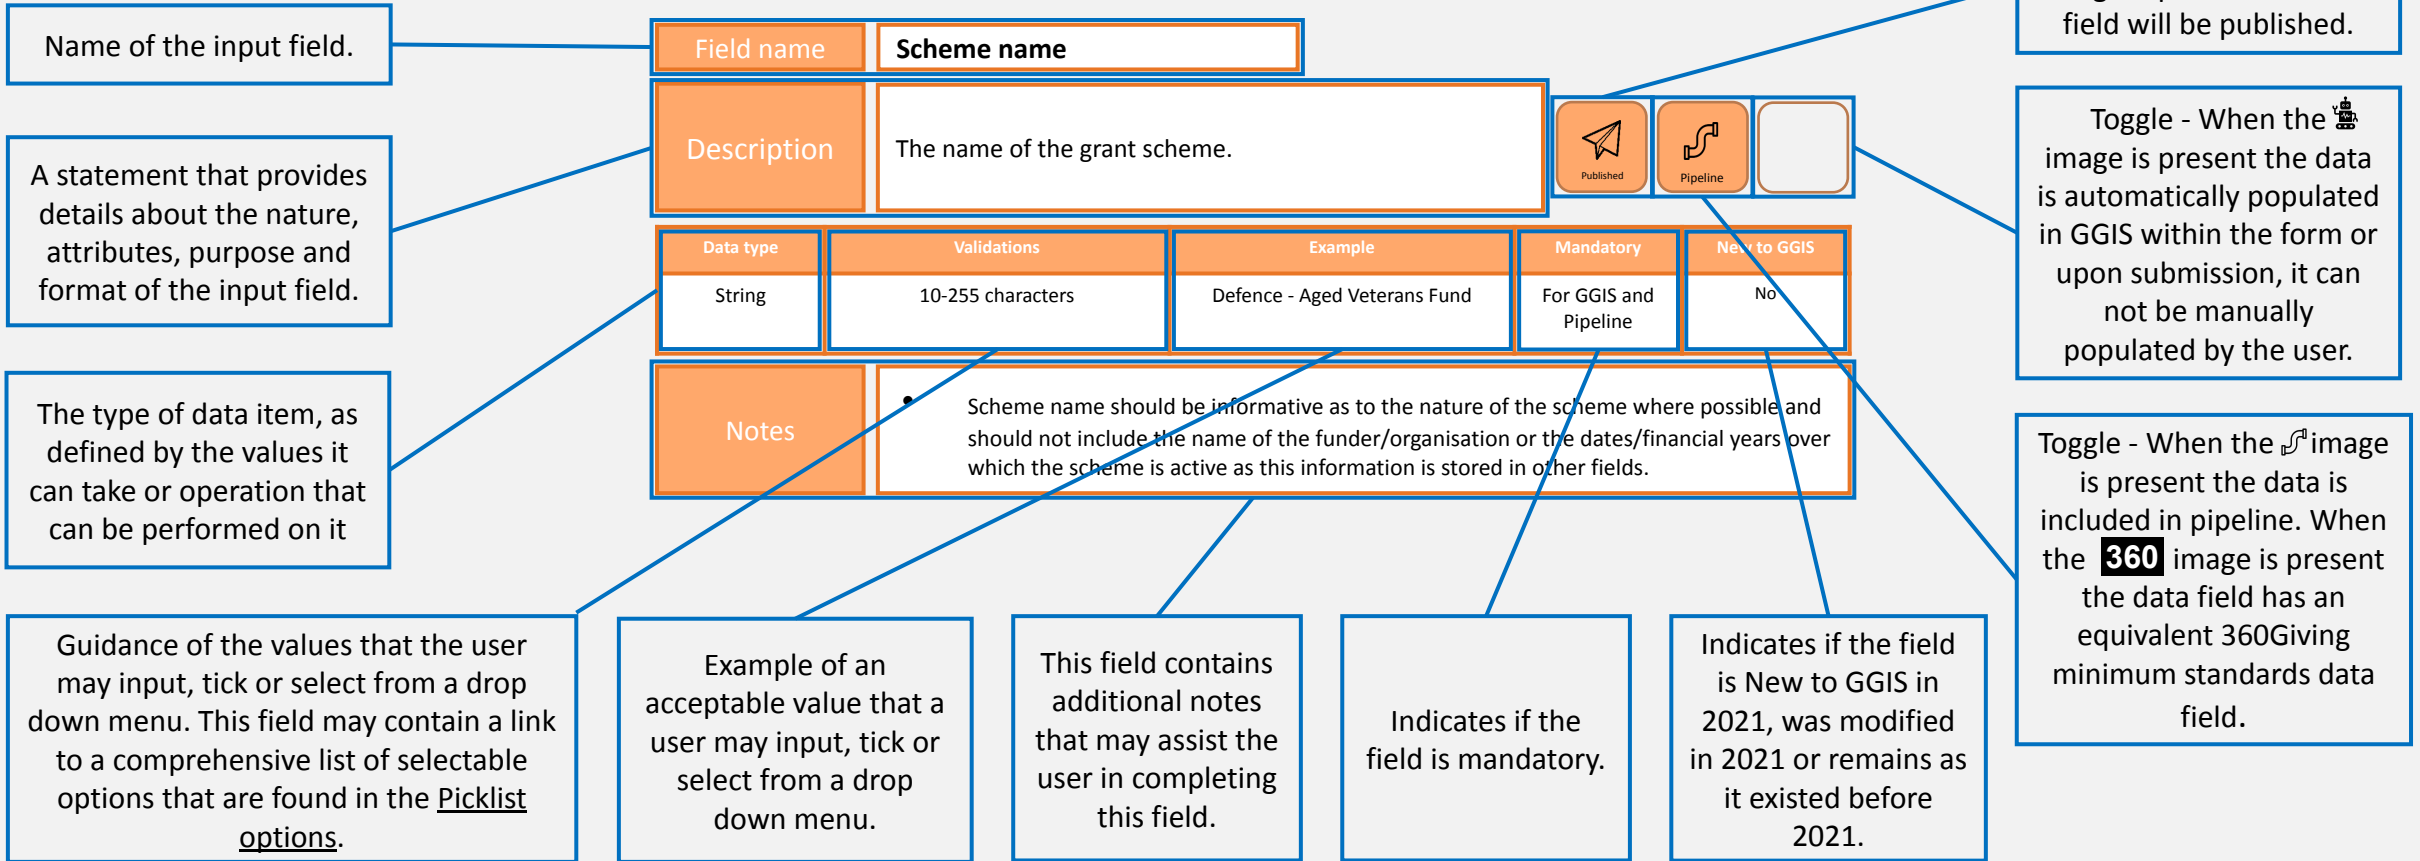 Name of the input field.
Field name
Scheme name
field will be published.
A statement that provides
details about the nature,
attributes, purpose and
format of the input field.
Description
The name of the grant scheme.
Published
Pipeline
Toggle - When the
image is present the data
is automatically populated
in GGIS within the form or
upon submission, it can
not be manually
populated by the user.
Data type
Validations
Example
Mandatory
New to GGIS
String
10-255 characters
Defence - Aged Veterans Fund
For GGIS and
Pipeline
No
The type of data item, as
defined by the values it
can take or operation that
can be performed on it
Notes
• Scheme name should be informative as to the nature of the scheme where possible and
should not include the name of the funder/organisation or the dates/financial years over
which the scheme is active as this information is stored in other fields.
Toggle - When the image
is present the data is
included in pipeline. When
the 360 image is present
the data field has an
equivalent 360Giving
minimum standards data
field.
Guidance of the values that the user
may input, tick or select from a drop
down menu. This field may contain a link
to a comprehensive list of selectable
options that are found in the Picklist
options.
Example of an
acceptable value that a
user may input, tick or
select from a drop
down menu.
This field contains
additional notes
that may assist the
user in completing
this field.
Indicates if the
field is mandatory.
Indicates if the field
is New to GGIS in
2021, was modified
in 2021 or remains as
it existed before
2021.